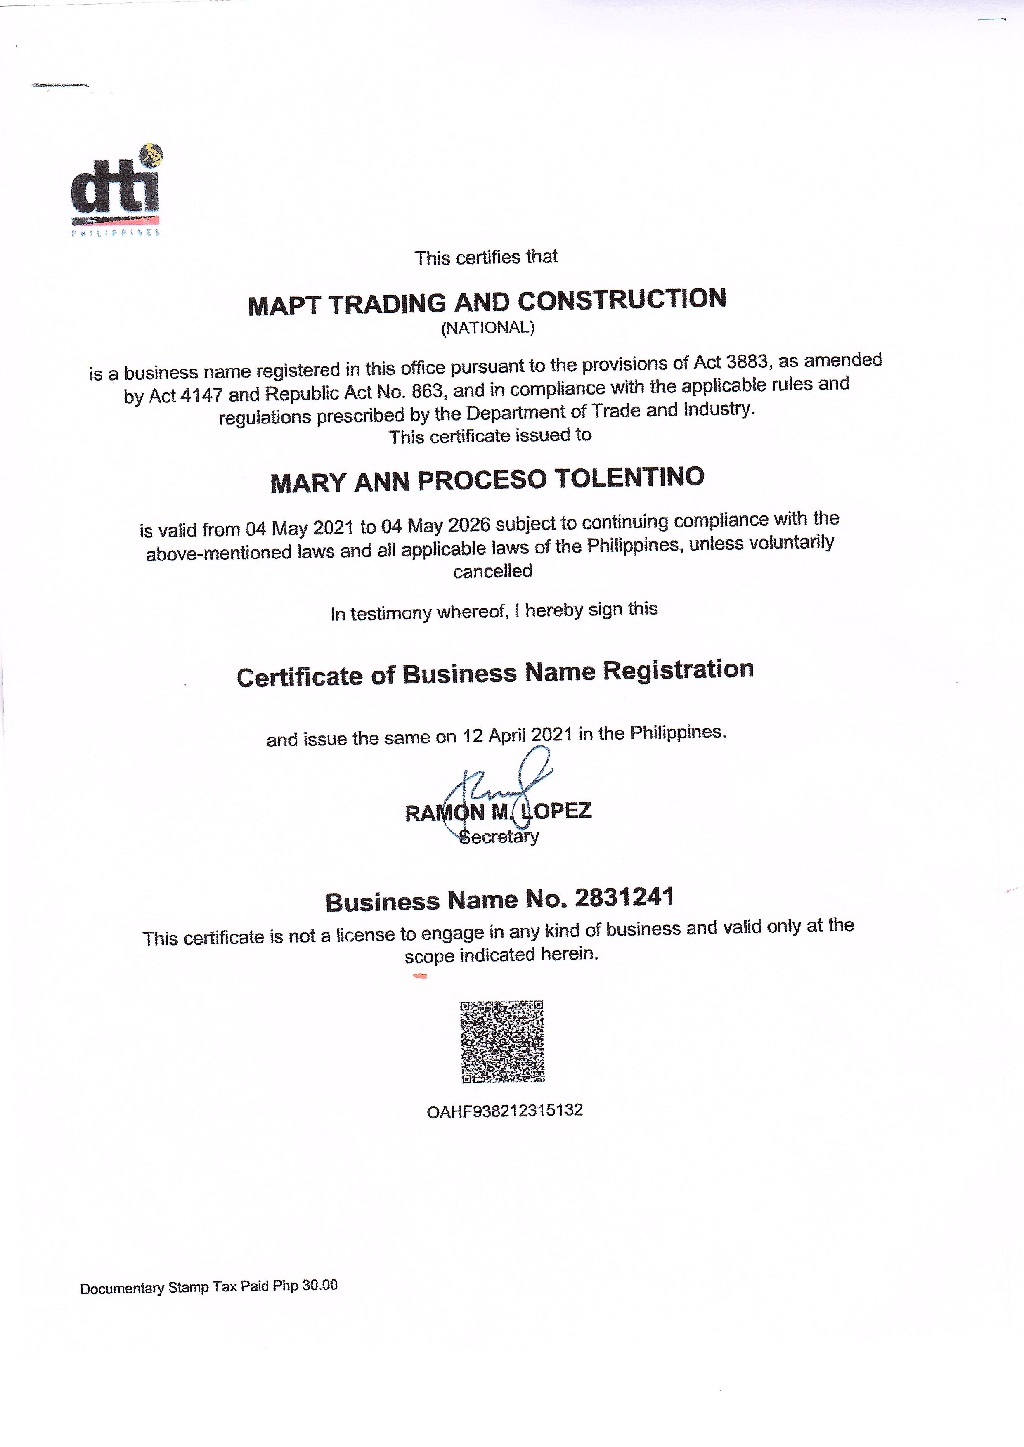 dti
PHILIPPINES
This certifies that
MAPT TRADING AND CONSTRUCTION
(NATIONAL)
is a business name registered in this office pursuant to the provisions of Act 3883, as amended
by Act 4147 and Republic Act No. 863, and in compliance with the applicable rules and
regulations prescribed by the Department of Trade and Industry.
This certificate issued to
MARY ANN PROCESO TOLENTINO
is valid from 04 May 2021 to 04 May 2026 subject to continuing compliance with the
above-mentioned laws and all applicable laws of the Philippines, unless voluntarily
cancelled
In testimony whereof, I hereby sign this
Certificate of Business Name Registration
and issue the same on 12 April 2021 in the Philippines.
RAMON M. LOPEZ
Secretary
Business Name No. 2831241
This certificate is not a license to engage in any kind of business and valid only at the
scope indicated herein.
OAHF938212315132
Documentary Stamp Tax Paid Php 30.00